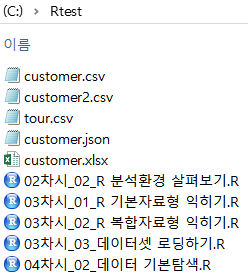 (C:) > Rtest
이름
customer.csv
customer2.csv
tour.csv
customer.json
customer.xlsx
02차시_02_R 분석환경 살펴보기.R
03차시_01_R 기본자료형 익히기.R
03차시_02_R 복합자료형 익히기.R
03차시_03_데이터셋 로딩하기.R
04차시_02_데이터 기본탐색.R